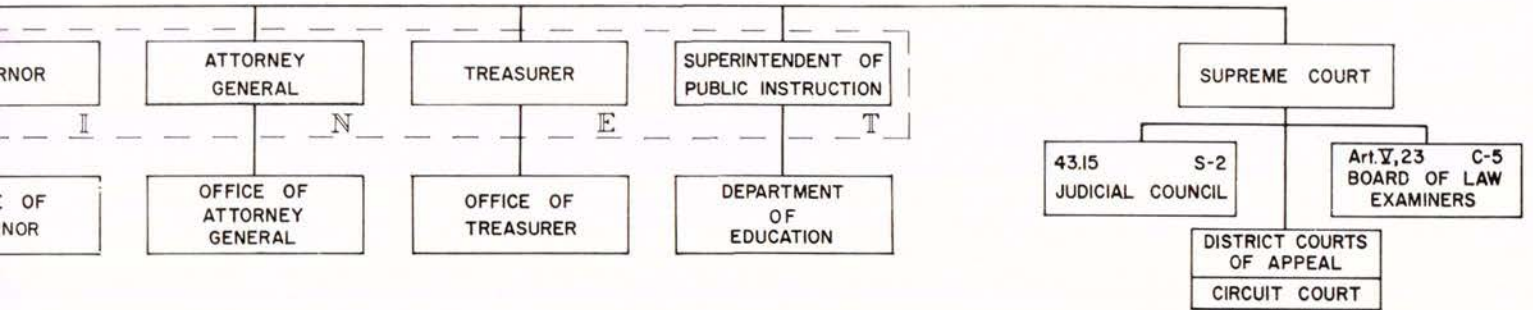 RNOR
ATTORNEY
GENERAL
TREASURER
SUPERINTENDENT OF
PUBLIC INSTRUCTION
SUPREME COURT
I N E T
OF
NOR
OFFICE OF
ATTORNEY
GENERAL
OFFICE OF
TREASURER
DEPARTMENT
OF
EDUCATION
43.15 S-2
JUDICIAL COUNCIL
Art. V, 23 C-5
BOARD OF LAW
EXAMINERS
DISTRICT COURTS
OF APPEAL
CIRCUIT COURT